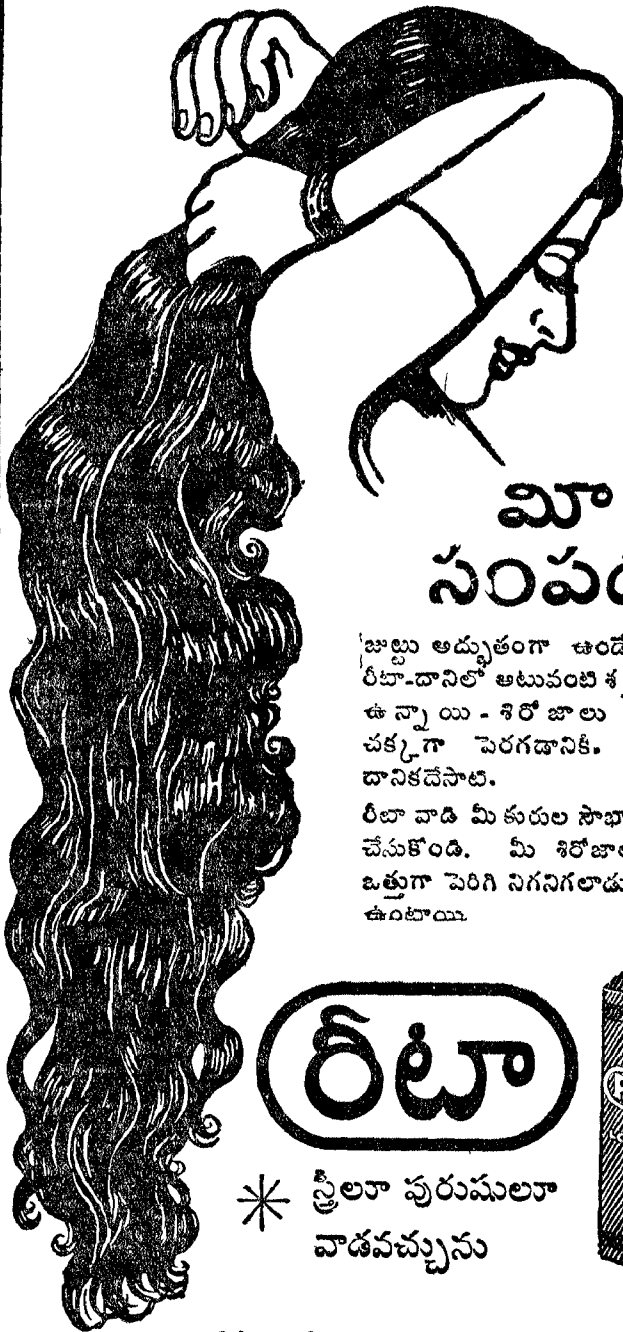 మీ
సంపద
జుట్టు అద్భుతంగా ఉండే
రీటా-దానిలో అటువంటి శ
ఉన్నాయి - శిరోజాలు
చక్కగా పెరగడానికి.
దానికదేసాటి.
రీటా వాడి మీ కురుల సౌభా
చేసుకొండి. మీ శిరోజాల
ఒత్తుగా పెరిగి నిగనిగలాడు
ఉంటాయి
రీటా
* స్త్రీలూ పురుషులూ
వాడవచ్చును